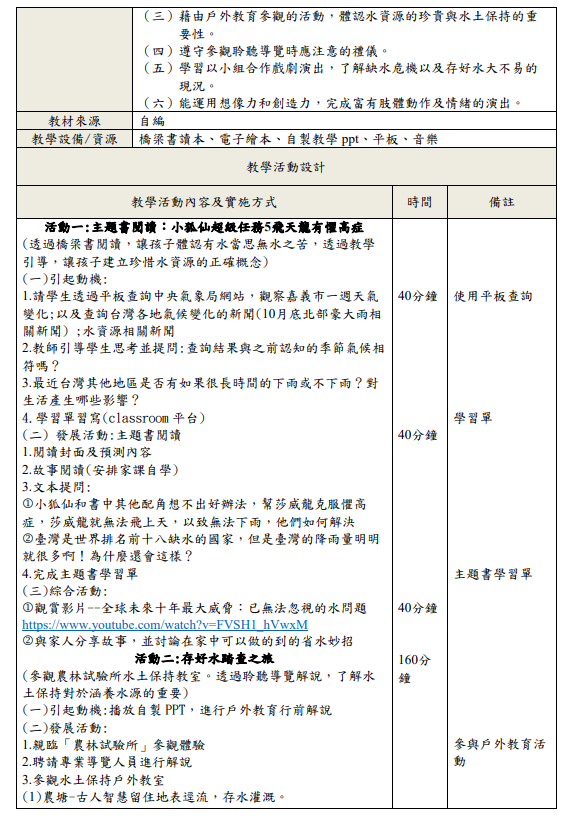 （三）藉由戶外教育參觀的活動，體認水資源的珍貴與水土保持的重
要性。
（四）遵守參觀聆聽導覽時應注意的禮儀。
（五）學習以小組合作戲劇演出，了解缺水危機以及存好水大不易的
現況。
（六）能運用想像力和創造力，完成富有肢體動作及情緒的演出。
教材來源 自編
教學設備/資源 橋梁書讀本、電子繪本、自製教學 ppt、平板、音樂
教學活動設計
教學活動內容及實施方式 時間 備註
活動一:主題書閱讀：小狐仙超級任務5飛天龍有懼高症
(透過橋梁書閱讀，讓孩子體認有水當思無水之苦，透過教學
引導，讓孩子建立珍惜水資源的正確概念)
(一)引起動機:
1.請學生透過平板查詢中央氣象局網站，觀察嘉義市一週天氣 40分鐘 使用平板查詢
變化;以及查詢台灣各地氣候變化的新聞(10月底北部豪大雨相
關新聞）;水資源相關新聞
2.教師引導學生思考並提問:查詢結果與之前認知的季節氣候相
符嗎？
3.最近台灣其他地區是否有如果很長時間的下雨或不下雨？對
生活產生哪些影響？
4.學習單習寫(classroom 平台) 學習單
(二) 發展活動:主題書閱讀 40分鐘
1.閱讀封面及預測內容
2.故事閱讀(安排家課自學)
3.文本提問:
①小狐仙和書中其他配角想不出好辦法，幫莎威龍克服懼高
症，莎威龍就無法飛上天，以致無法下雨，他們如何解決
②臺灣是世界排名前十八缺水的國家，但是臺灣的降雨量明明
就很多啊！為什麼還會這樣？
4.完成主題書學習單 主題書學習單
(三)綜合活動:
①觀賞影片--全球未來十年最大威脅：已無法忽視的水問題 40分鐘
https://www.youtube.com/watch?v=FVSH1_hVwxM
②與家人分享故事，並討論在家中可以做的到的省水妙招
活動二:存好水踏查之旅 160分
鐘
(參觀農林試驗所水土保持教室。透過聆聽導覽解說，了解水
土保持對於涵養水源的重要)
(一)引起動機:播放自製 PPT，進行戶外教育行前解說
(二)發展活動:
1.親臨「農林試驗所」參觀體驗 參與戶外教育活
動
2.聘請專業導覽人員進行解說
3.參觀水土保持戶外教室
(1)農塘-古人智慧留住地表逕流，存水灌溉。